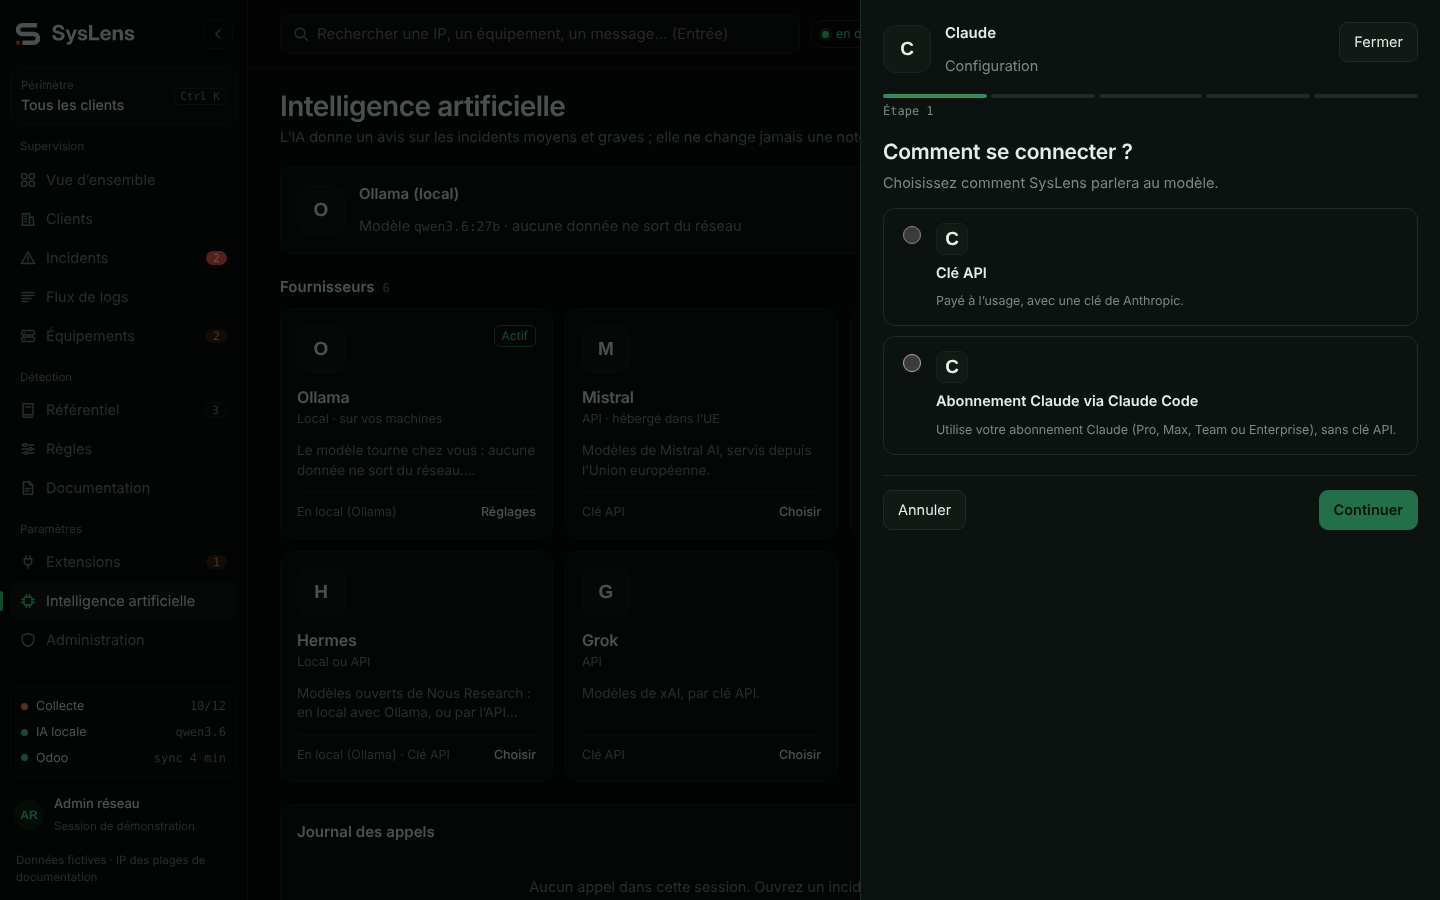 SysLens
Périmètre
Tous les clients
Ctrl K
Supervision
Vue d'ensemble
Clients
Incidents
2
Flux de logs
Équipements
2
Détection
Référentiel
3
Règles
Documentation
Paramètres
Extensions
1
Intelligence artificielle
Administration
Collecte
10/12
IA locale
qwen3.6
Odoo
sync 4 min
AR
Admin réseau
Session de démonstration
Données fictives · IP des plages de
documentation
Rechercher une IP, un équipement, un message... (Entrée)
Intelligence artificielle
L'IA donne un avis sur les incidents moyens et graves ; elle ne change jamais une
O
Ollama (local)
Modèle qwen3.6:27b · aucune donnée ne sort du réseau
Fournisseurs 6
O
Actif
Ollama
Local · sur vos machines
Le modèle tourne chez vous : aucune
donnée ne sort du réseau....
En local (Ollama)
Réglages
M
Mistral
API · hébergé dans l'UE
Modèles de Mistral AI, servis depuis
l'Union européenne.
Clé API
Choisir
H
Hermes
Local ou API
Modèles ouverts de Nous Research :
en local avec Ollama, ou par l'API...
En local (Ollama) · Clé API
Choisir
G
Grok
API
Modèles de xAI, par clé API.
Clé API
Choisir
Journal des appels
Aucun appel dans cette session. Ouvrez un
C
Claude
Configuration
Fermer
Étape 1
Comment se connecter ?
Choisissez comment SysLens parlera au modèle.
C
Clé API
Payé à l'usage, avec une clé de Anthropic.
C
Abonnement Claude via Claude Code
Utilise votre abonnement Claude (Pro, Max, Team ou Enterprise), sans clé API.
Annuler
Continuer